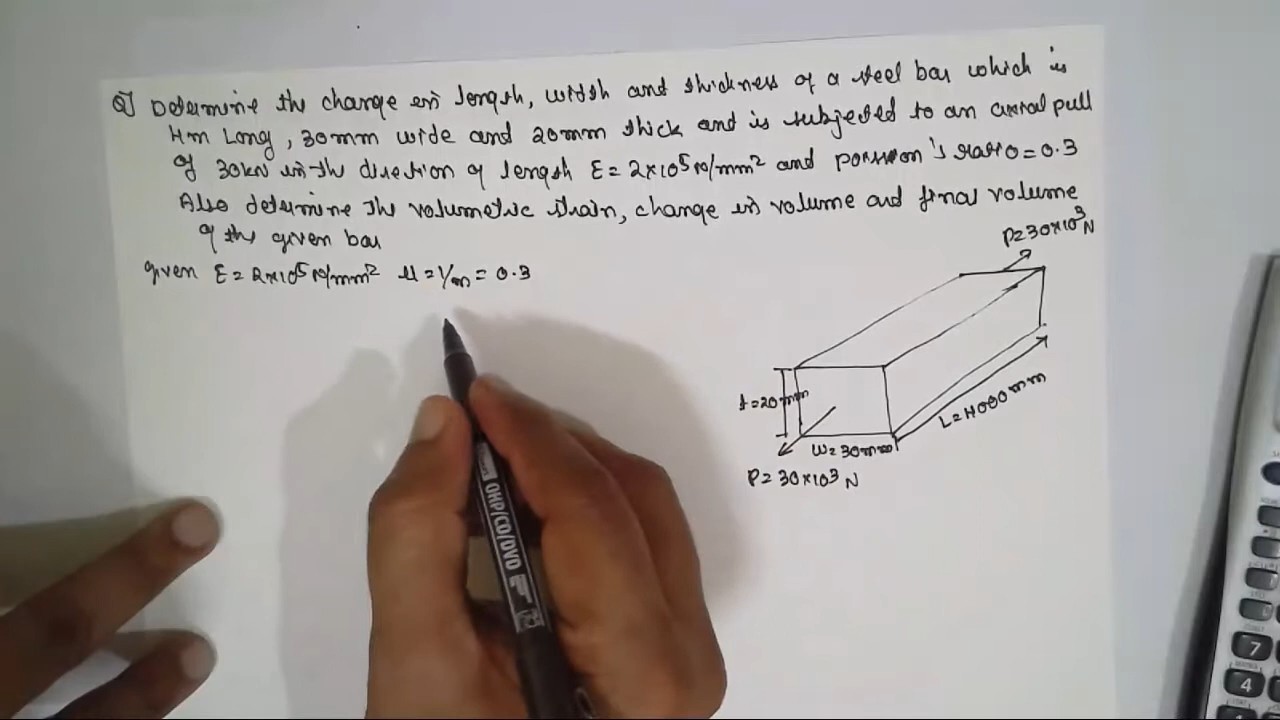 Q] Determine the change in length, width and thickness of a steel bar which is
4m Long, 30mm wide and 20mm thick and is subjected to an axial pull
of 30kN in the direction of length E = 2×10⁵ N/mm² and poisson's ratio = 0.3
Also determine the volumetric strain, change in volume and final volume
of the given bar
given E = 2×10⁵ N/mm² μ = 1/m = 0.3
P=30×10³N
t=20mm
L=4000mm
W=30mm
P=30×10³ N
OHP/CD/DVD
F
7
4